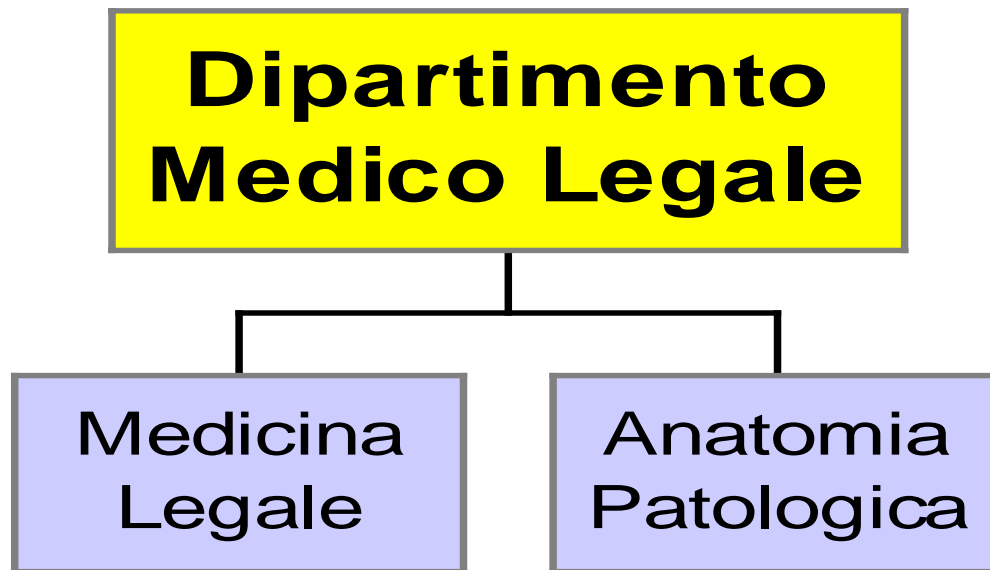 Dipartimento
Medico Legale
Medicina
Legale
Anatomia
Patologica